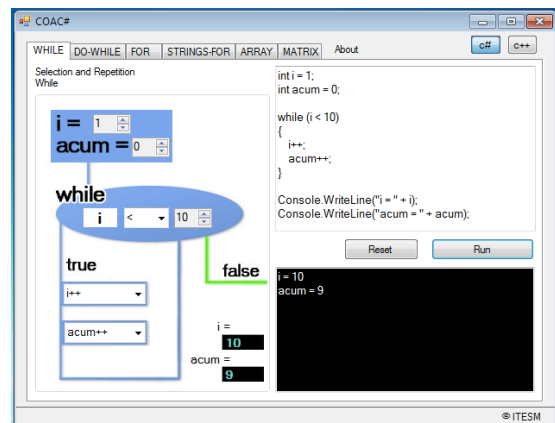 COAC#
WHILE DO-WHILE FOR STRINGS-FOR ARRAY MATRIX About
c# c++
Selection and Repetition
While
i = 1
acum = 0
while
i < 10
true
false
i++
acum++
i =
10
acum =
9
int i = 1;
int acum = 0;
while (i < 10)
{
i++;
acum++;
}
Console.WriteLine("i = " + i);
Console.WriteLine("acum = " + acum);
Reset Run
i = 10
acum = 9
© ITESM